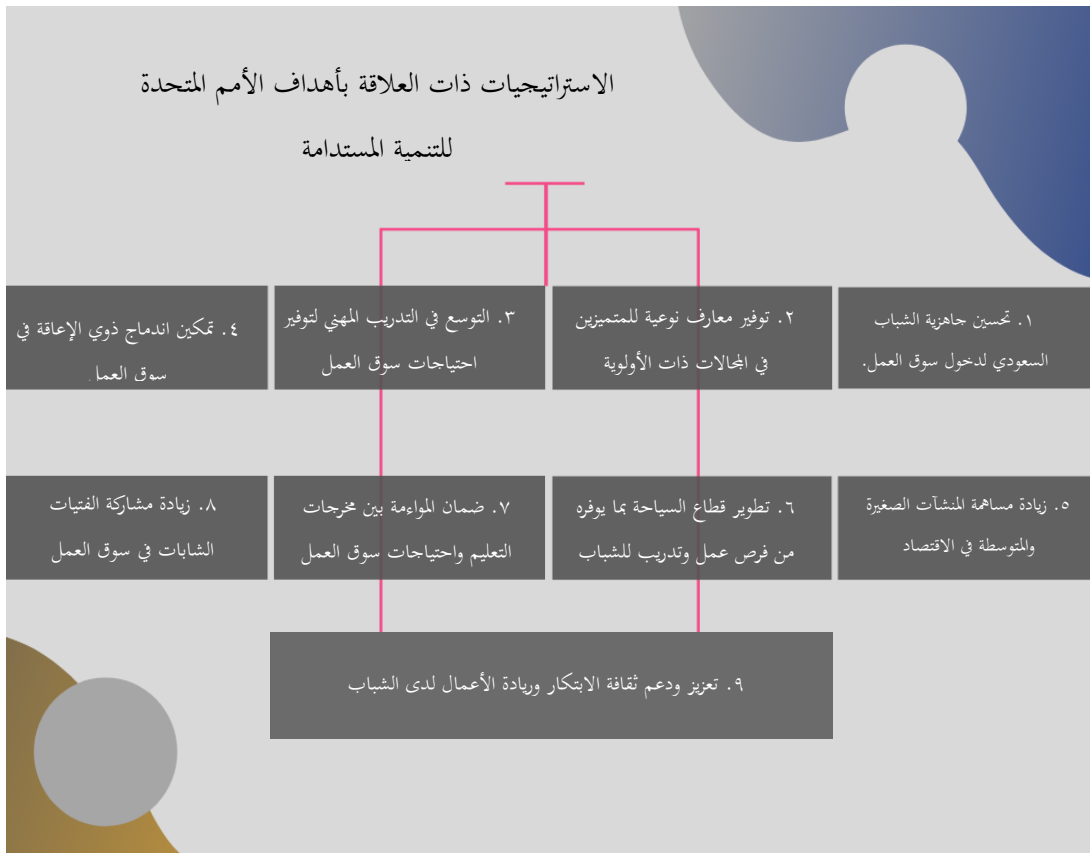 الاستراتيجيات ذات العلاقة بأهداف الأمم المتحدة
للتنمية المستدامة
١. تحسين جاهزية الشباب
السعودي لدخول سوق العمل.
٢. توفير معارف نوعية للمتميزين
في المجالات ذات الأولوية
٣. التوسع في التدريب المهني لتوفير
احتياجات سوق العمل
٤. تمكين اندماج ذوي الإعاقة في
سوق العمل
٥. زيادة مساهمة المنشآت الصغيرة
والمتوسطة في الاقتصاد
٦. تطوير قطاع السياحة بما يوفره
من فرص عمل وتدريب للشباب
٧. ضمان المواءمة بين مخرجات
التعليم واحتياجات سوق العمل
٨. زيادة مشاركة الفتيات
الشابات في سوق العمل
٩. تعزيز ودعم ثقافة الابتكار وريادة الأعمال لدى الشباب